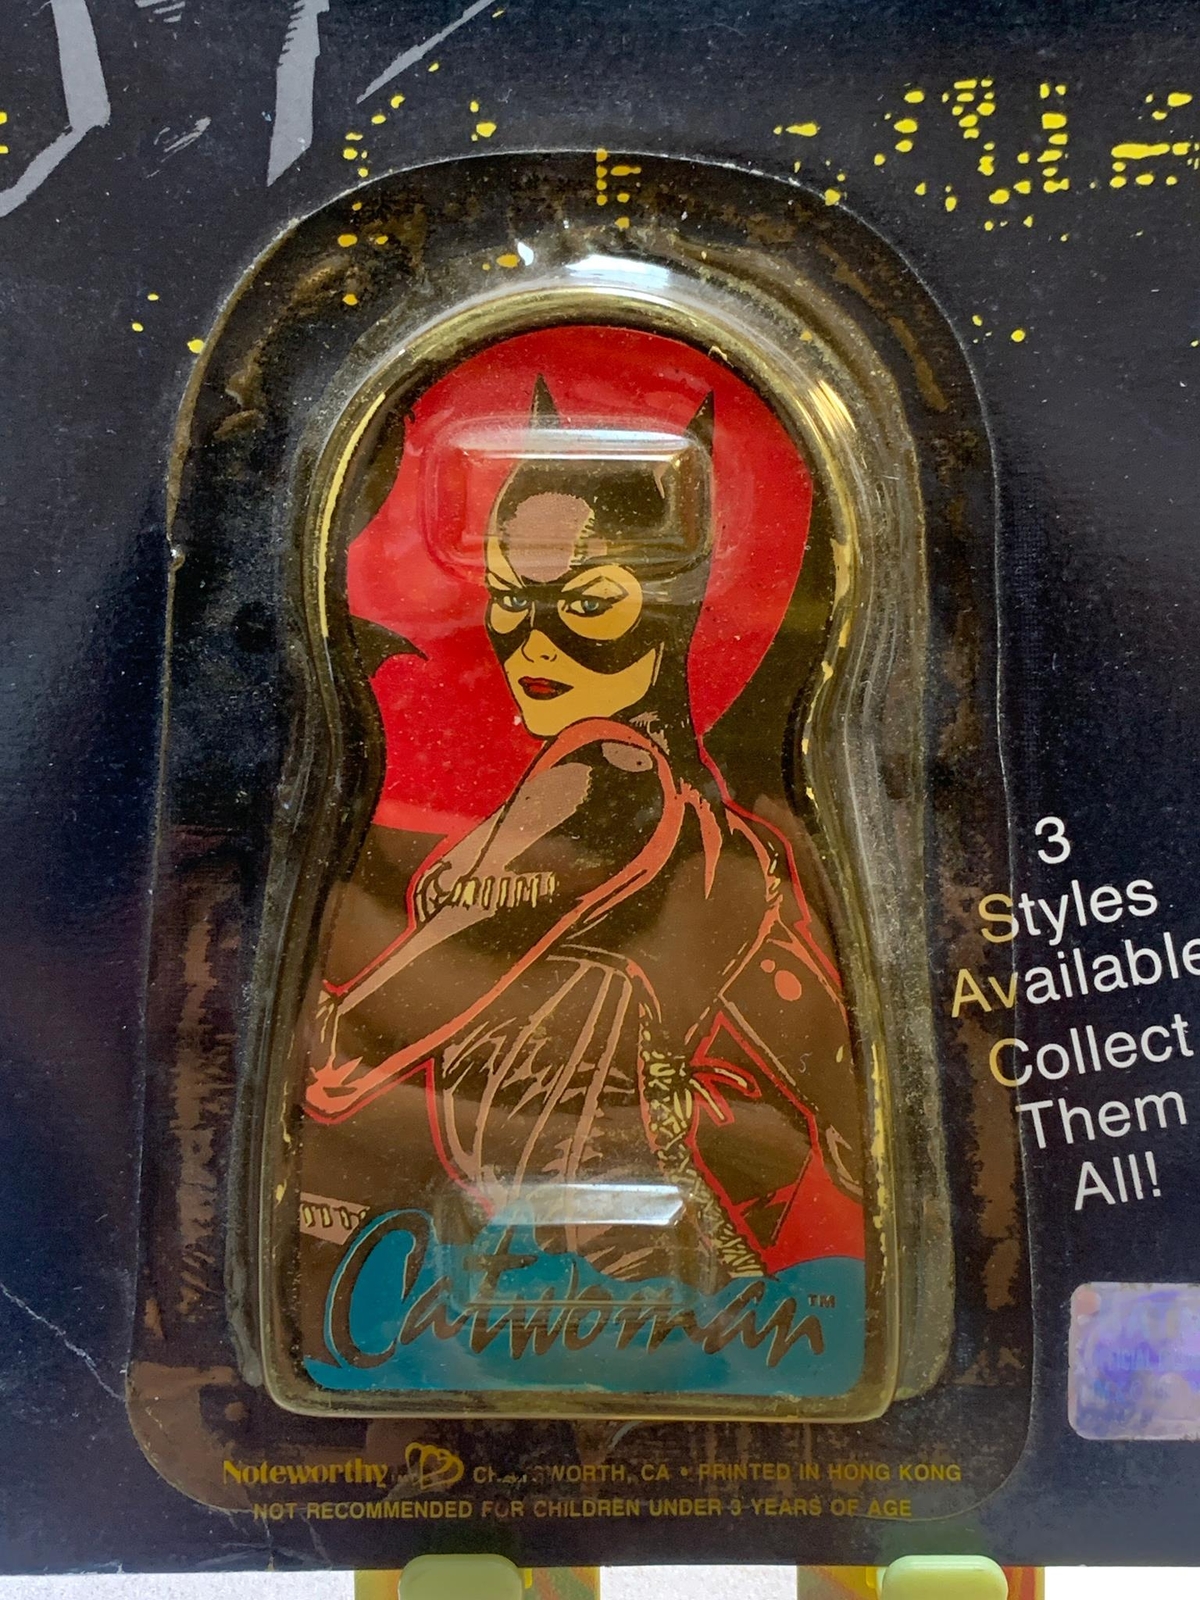 3
Styles
Available
Collect
Them
All!
Catwoman™
Noteworthy CHATSWORTH, CA • PRINTED IN HONG KONG
NOT RECOMMENDED FOR CHILDREN UNDER 3 YEARS OF AGE